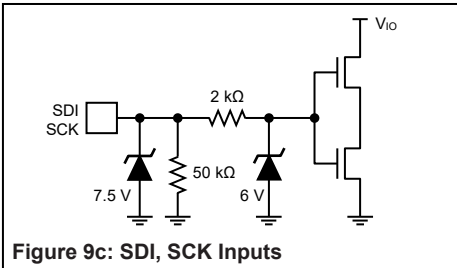 V_IO
SDI
SCK
2 kΩ
50 kΩ
7.5 V
6 V
Figure 9c: SDI, SCK Inputs